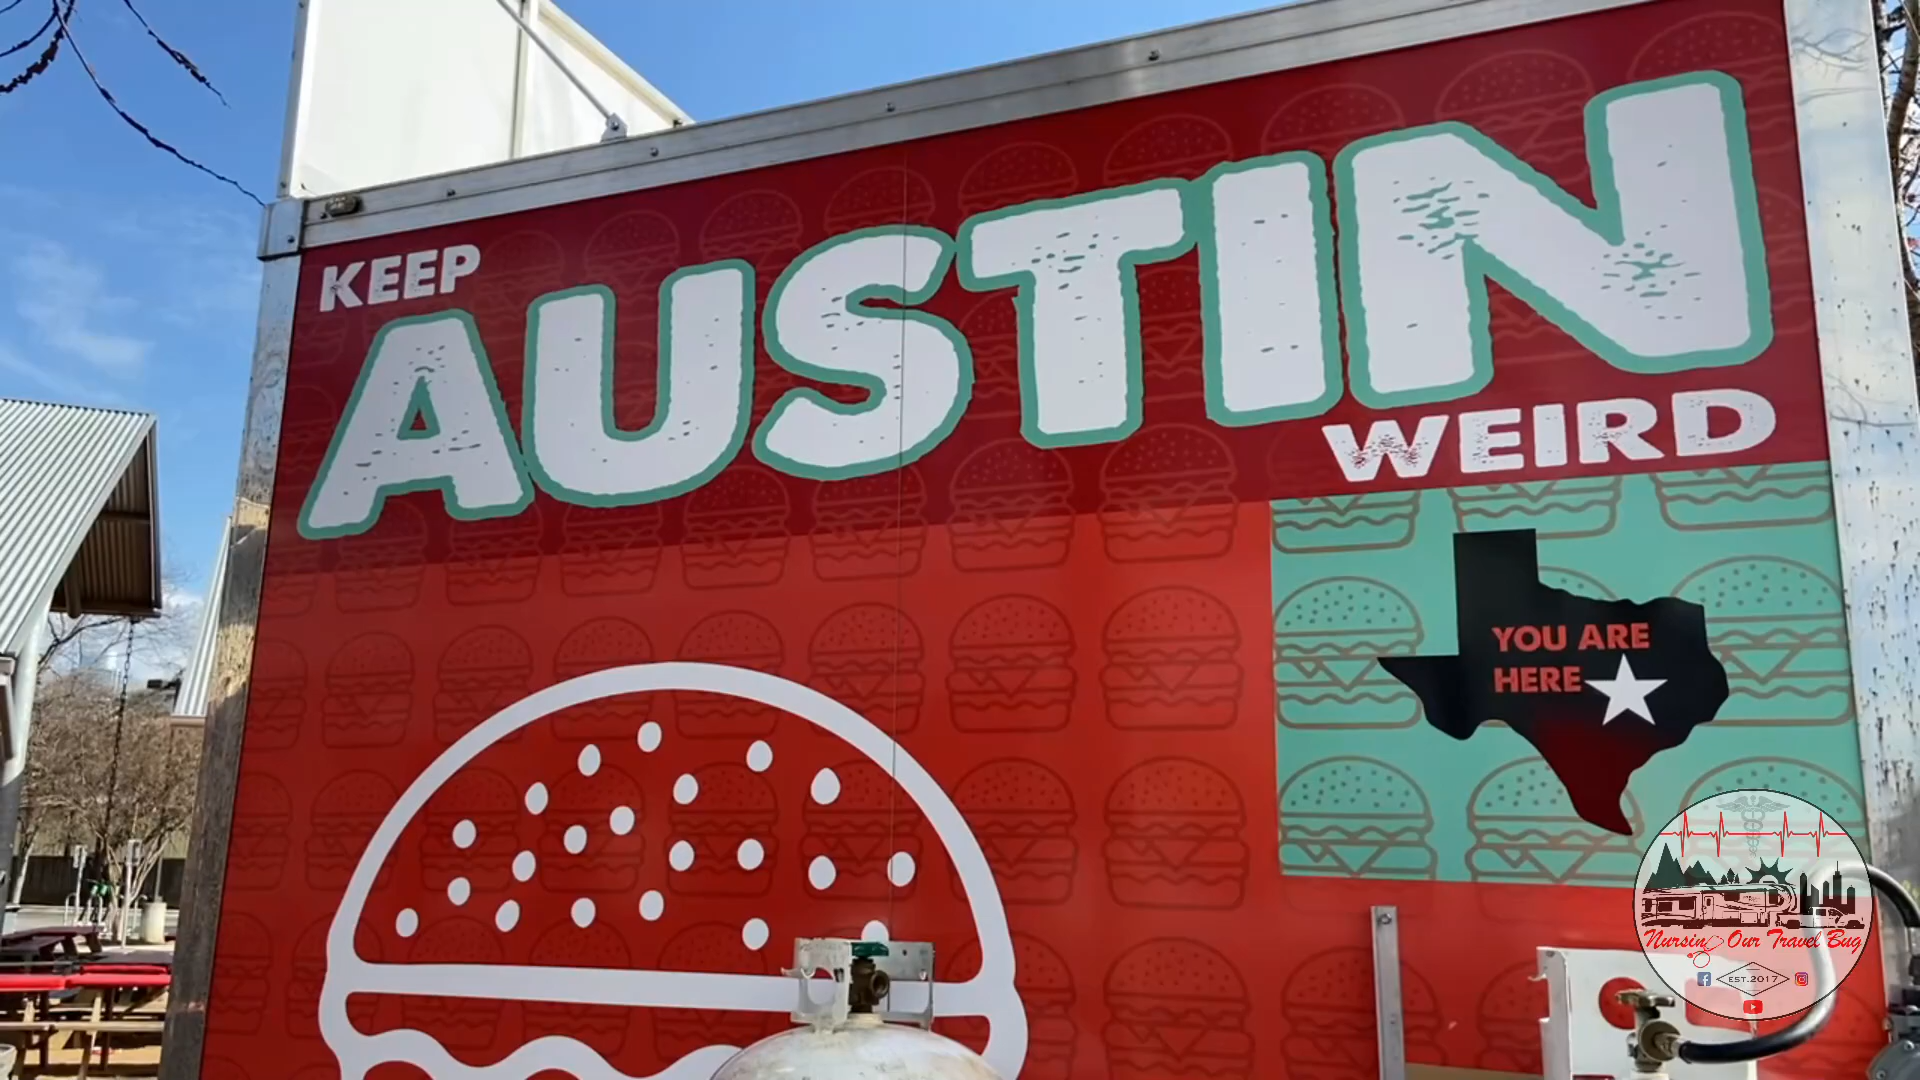 KEEP
AUSTIN
WEIRD
YOU ARE
HERE
Nursing Our Travel Bug
EST.2017